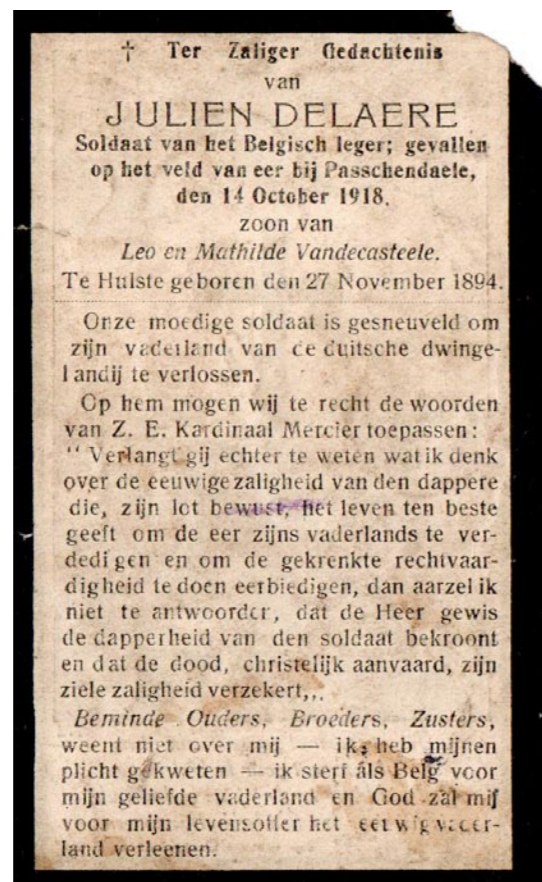 † Ter Zaliger Gedachtenis
van
JULIEN DELAERE
Soldaat van het Belgisch leger; gevallen
op het veld van eer bij Passchendaele,
den 14 October 1918.
zoon van
Leo en Mathilde Vandecasteele.
Te Hulste geboren den 27 November 1894.
Onze moedige soldaat is gesneuveld om
zijn vaderland van de duitsche dwinge-
landij te verlossen.
Op hem mogen wij te recht de woorden
van Z. E. Kardinaal Mercier toepassen:
" Verlangt gij echter te weten wat ik denk
over de eeuwige zaligheid van den dappere
die, zijn lot bewust, het leven ten beste
geeft om de eer zijns vaderlands te ver-
dedigen en om de gekrenkte rechtvaar-
digheid te doen eerbiedigen, dan aarzel ik
niet te antwoorder, dat de Heer gewis
de dapperheid van den soldaat bekroont
en dat de dood, christelijk aanvaard, zijn
ziele zaligheid verzekert,,.
Beminde Ouders, Broeders, Zusters,
weent niet over mij — ik heb mijnen
plicht gekweten — ik sterf als Belg voor
mijn geliefde vaderland en God zal mij
voor mijn levensoffer het eeuwig vader-
land verleenen.